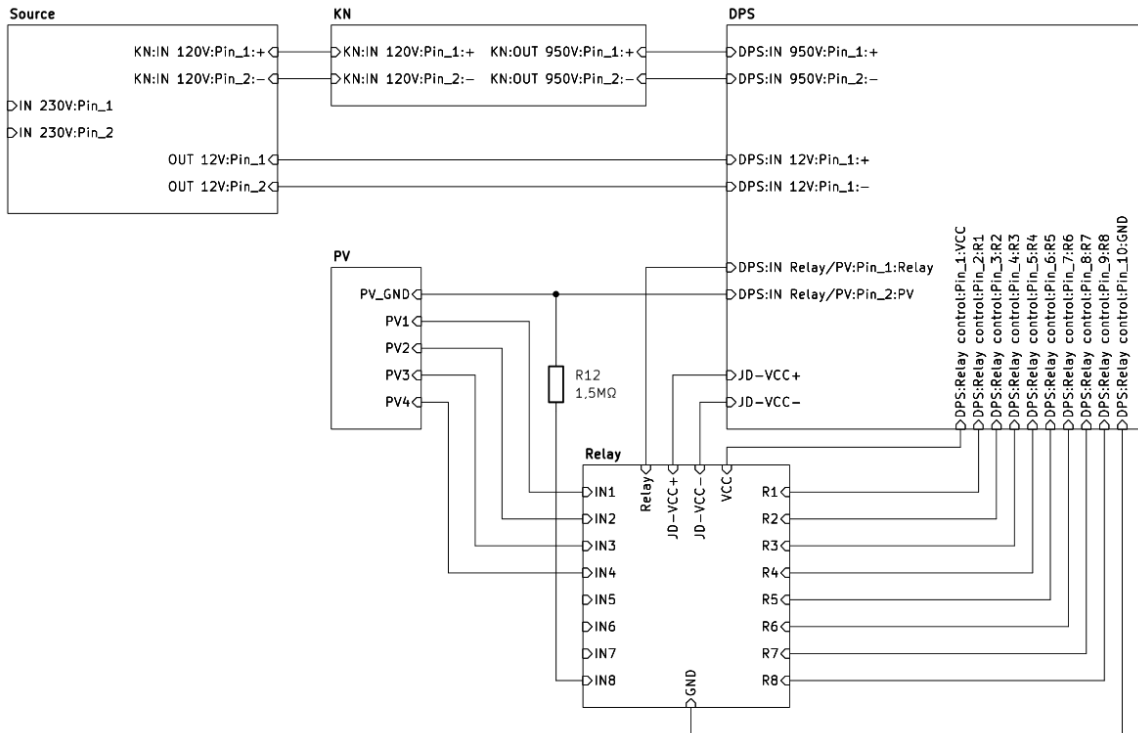 Source
KN:IN 120V:Pin_1:+
KN:IN 120V:Pin_2:−
IN 230V:Pin_1
IN 230V:Pin_2
OUT 12V:Pin_1
OUT 12V:Pin_2
KN
KN:IN 120V:Pin_1:+
KN:OUT 950V:Pin_1:+
KN:IN 120V:Pin_2:−
KN:OUT 950V:Pin_2:−
DPS
DPS:IN 950V:Pin_1:+
DPS:IN 950V:Pin_2:−
DPS:IN 12V:Pin_1:+
DPS:IN 12V:Pin_1:−
DPS:IN Relay/PV:Pin_1:Relay
DPS:IN Relay/PV:Pin_2:PV
JD-VCC+
JD-VCC-
DPS:Relay control:Pin_1:VCC
DPS:Relay control:Pin_2:R1
DPS:Relay control:Pin_3:R2
DPS:Relay control:Pin_4:R3
DPS:Relay control:Pin_5:R4
DPS:Relay control:Pin_6:R5
DPS:Relay control:Pin_7:R6
DPS:Relay control:Pin_8:R7
DPS:Relay control:Pin_9:R8
DPS:Relay control:Pin_10:GND
PV
PV_GND
PV1
PV2
PV3
PV4
R12
1,5MΩ
Relay
Relay
JD-VCC+
JD-VCC-
VCC
IN1
IN2
IN3
IN4
IN5
IN6
IN7
IN8
R1
R2
R3
R4
R5
R6
R7
R8
GND